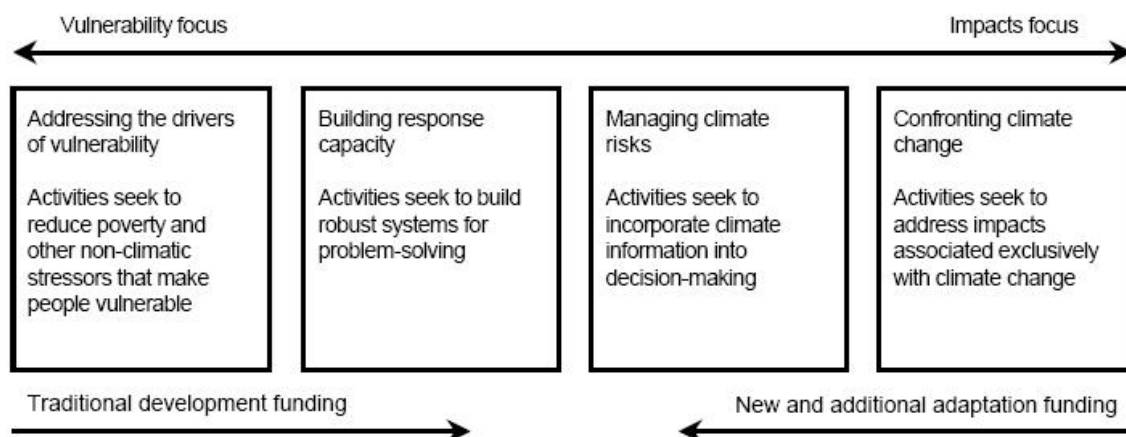 Vulnerability focus
Impacts focus
Addressing the drivers
of vulnerability
Activities seek to
reduce poverty and
other non-climatic
stressors that make
people vulnerable
Building response
capacity
Activities seek to build
robust systems for
problem-solving
Managing climate
risks
Activities seek to
incorporate climate
information into
decision-making
Confronting climate
change
Activities seek to
address impacts
associated exclusively
with climate change
Traditional development funding
New and additional adaptation funding